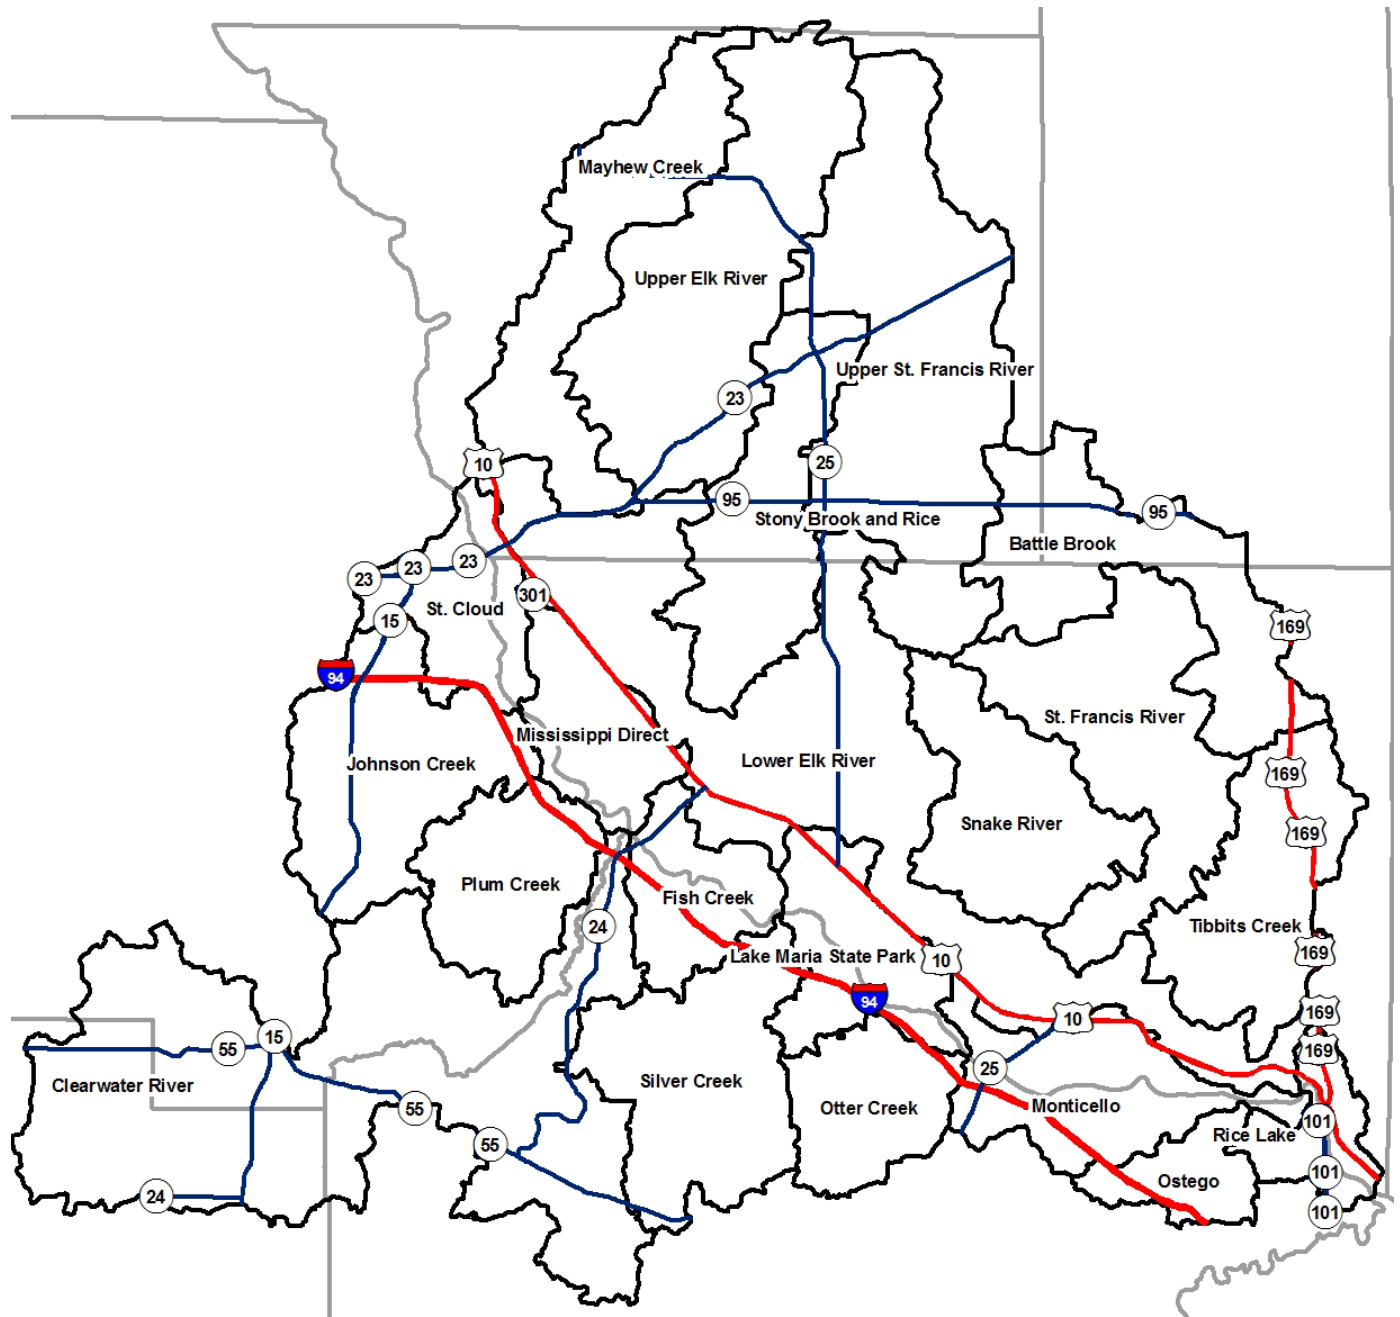 Mayhew Creek
Upper Elk River
Upper St. Francis River
23
10
25
95
95
Stony Brook and Rice
Battle Brook
23
23
23
301
St. Cloud
15
169
94
St. Francis River
Mississippi Direct
Johnson Creek
Lower Elk River
169
Snake River
169
Plum Creek
Fish Creek
24
Tibbits Creek
Lake Maria State Park
10
169
94
169
10
15
55
169
25
Clearwater River
Silver Creek
55
Otter Creek
Monticello
101
Rice Lake
55
Ostego
101
24
101